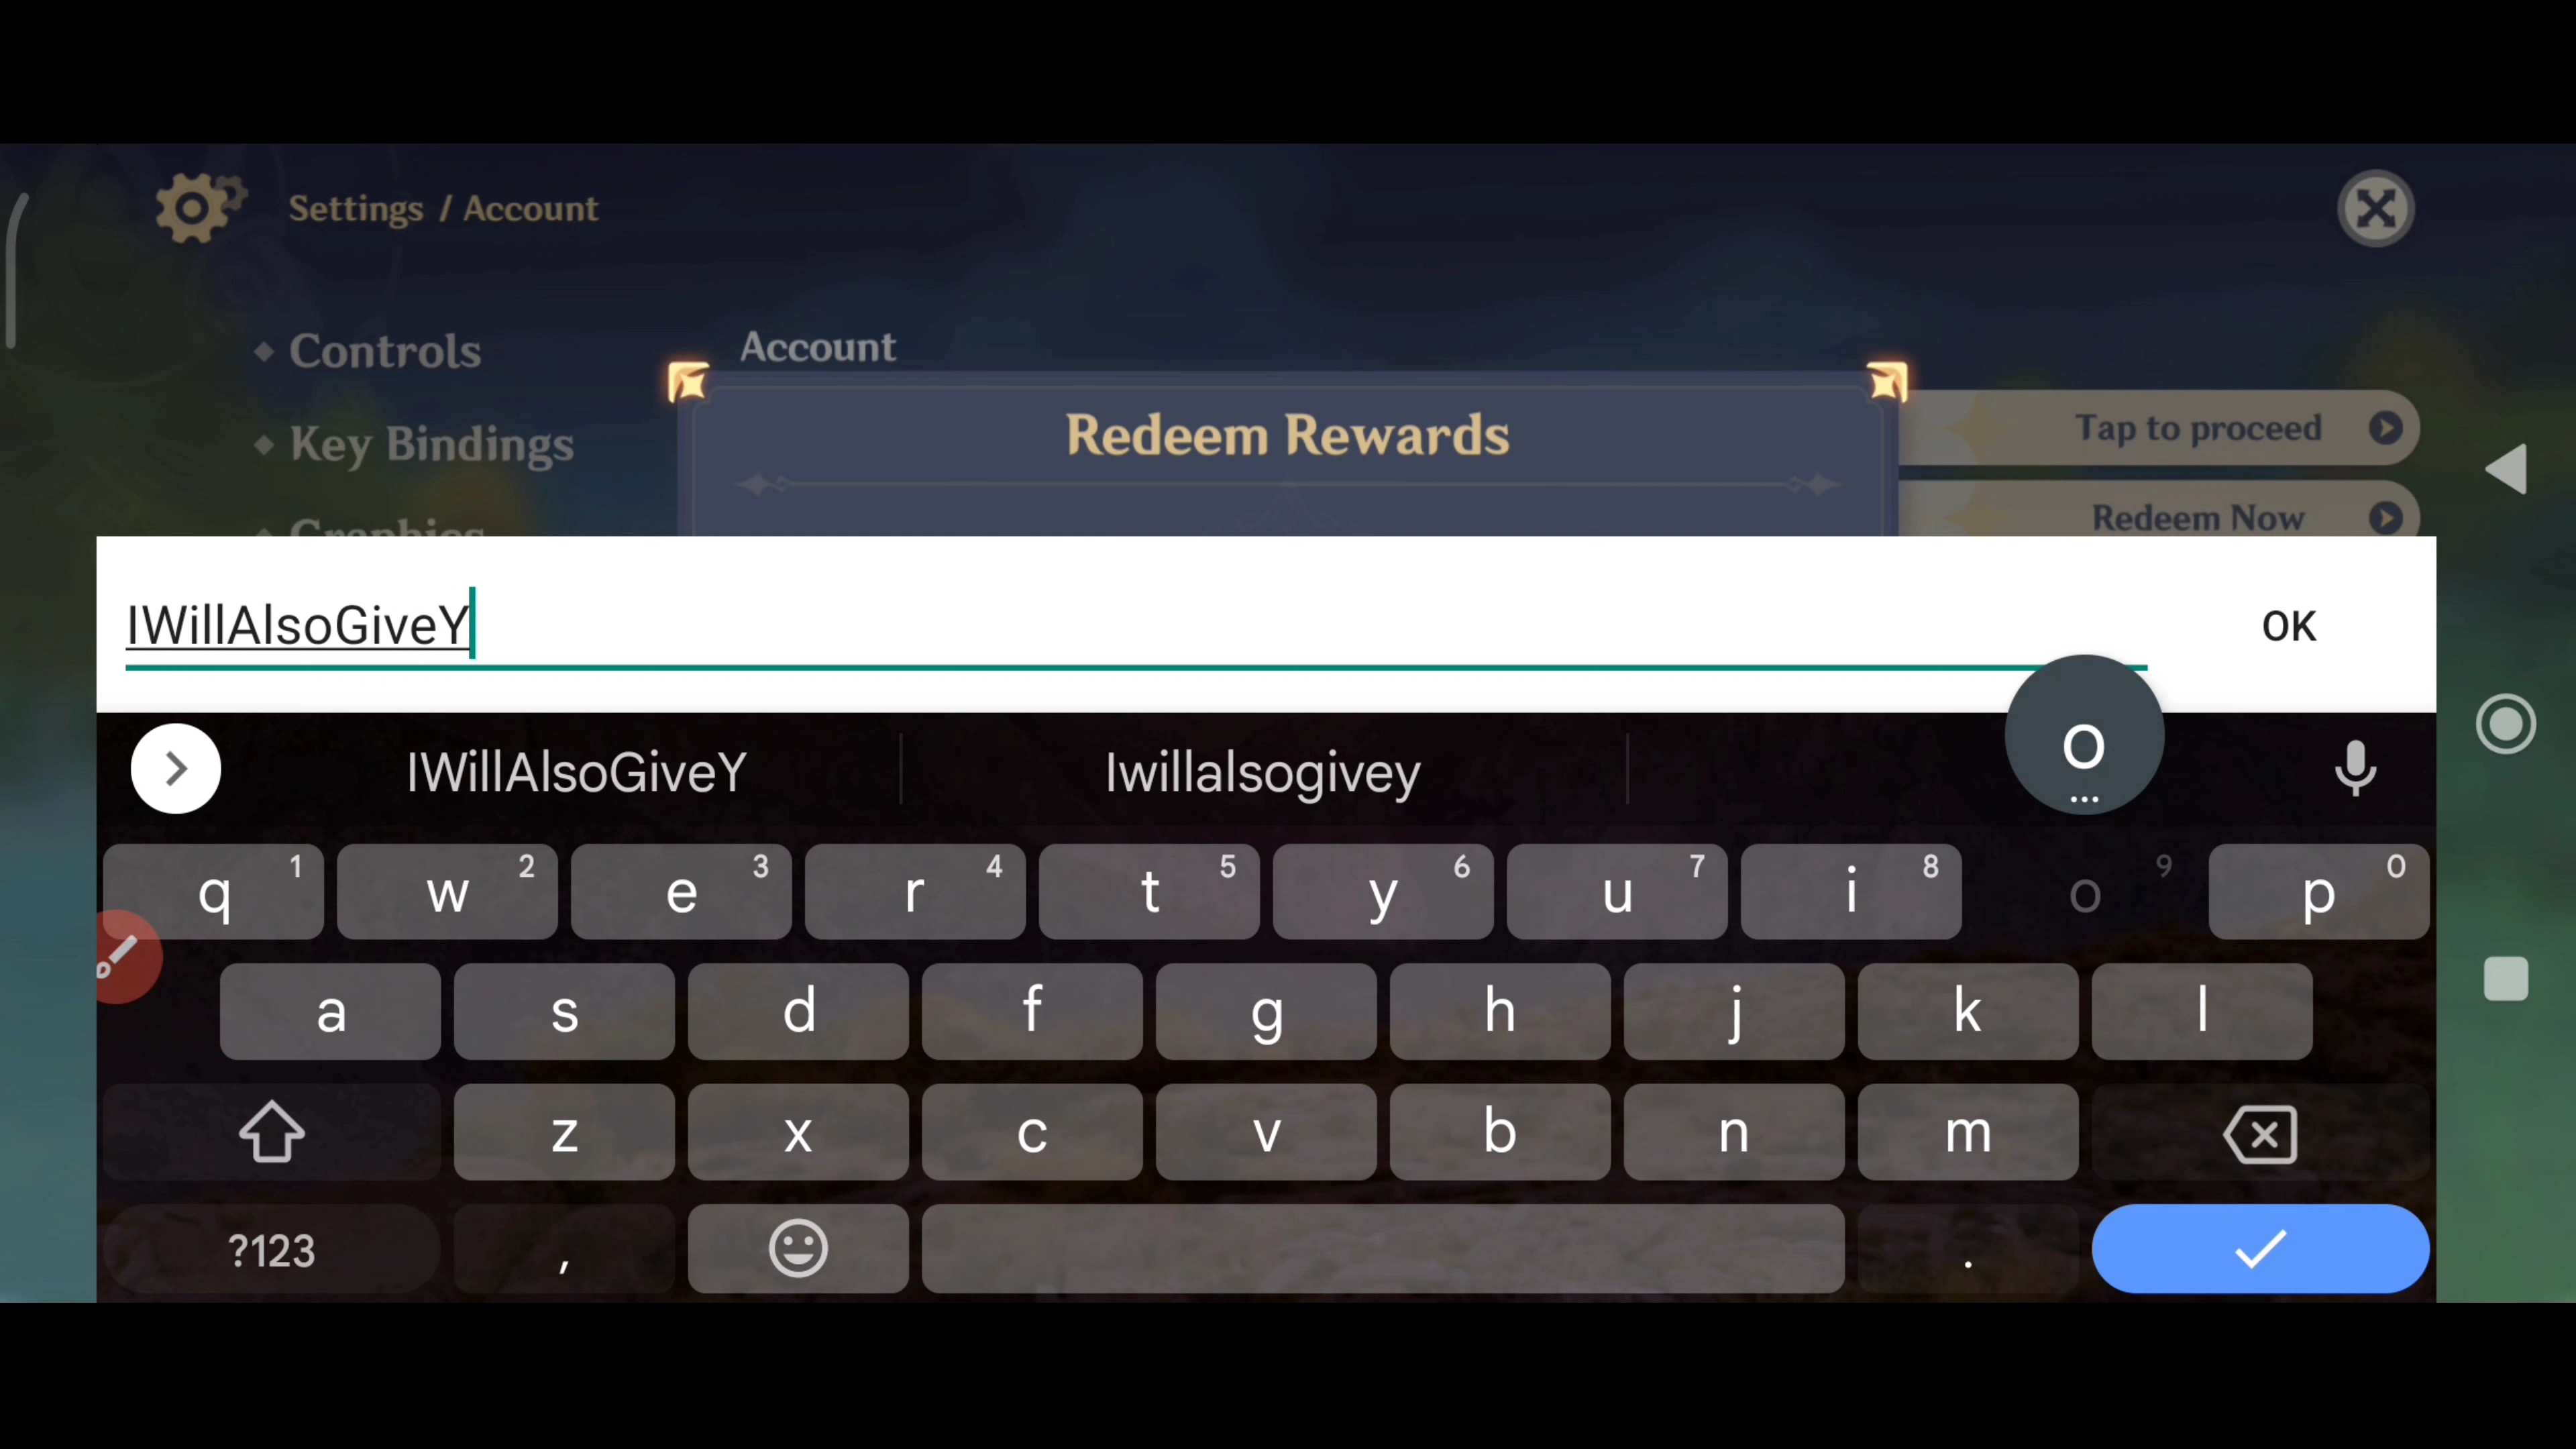 Settings / Account
Controls
Account
Key Bindings
Redeem Rewards
Tap to proceed
Graphics
Redeem Now
IWillAlsoGiveY
OK
IWillAlsoGiveY
Iwillalsogivey
o
...
q 1 w 2 e 3 r 4 t 5 y 6 u 7 i 8 o 9 p 0
a s d f g h j k l
z x c v b n m
?123 , .